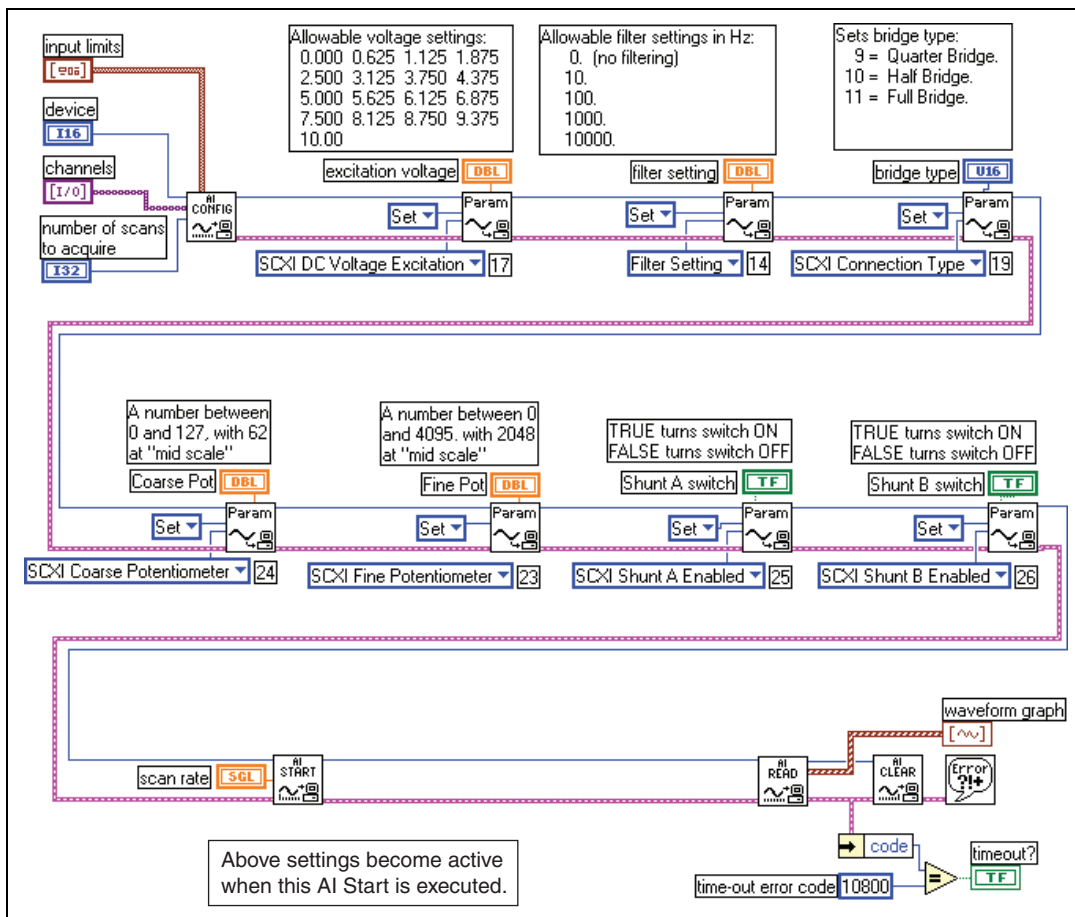 input limits
device
I16
channels
[I/O]
number of scans
to acquire
I32
AI
CONFIG
Allowable voltage settings:
0.000 0.625 1.125 1.875
2.500 3.125 3.750 4.375
5.000 5.625 6.125 6.875
7.500 8.125 8.750 9.375
10.00
excitation voltage
DBL
Set
Param
SCXI DC Voltage Excitation
17
Allowable filter settings in Hz:
0. (no filtering)
10.
100.
1000.
10000.
filter setting
DBL
Set
Param
Filter Setting
14
Sets bridge type:
9 = Quarter Bridge.
10 = Half Bridge.
11 = Full Bridge.
bridge type
U16
Set
Param
SCXI Connection Type
19
A number between
0 and 127, with 62
at "mid scale"
Coarse Pot
DBL
Set
Param
SCXI Coarse Potentiometer
24
A number between 0
and 4095. with 2048
at "mid scale"
Fine Pot
DBL
Set
Param
SCXI Fine Potentiometer
23
TRUE turns switch ON
FALSE turns switch OFF
Shunt A switch
TF
Set
Param
SCXI Shunt A Enabled
25
TRUE turns switch ON
FALSE turns switch OFF
Shunt B switch
TF
Set
Param
SCXI Shunt B Enabled
26
scan rate
SGL
AI
START
AI
READ
AI
CLEAR
waveform graph
Error
?!+
code
time-out error code
10800
=
timeout?
TF
Above settings become active
when this AI Start is executed.